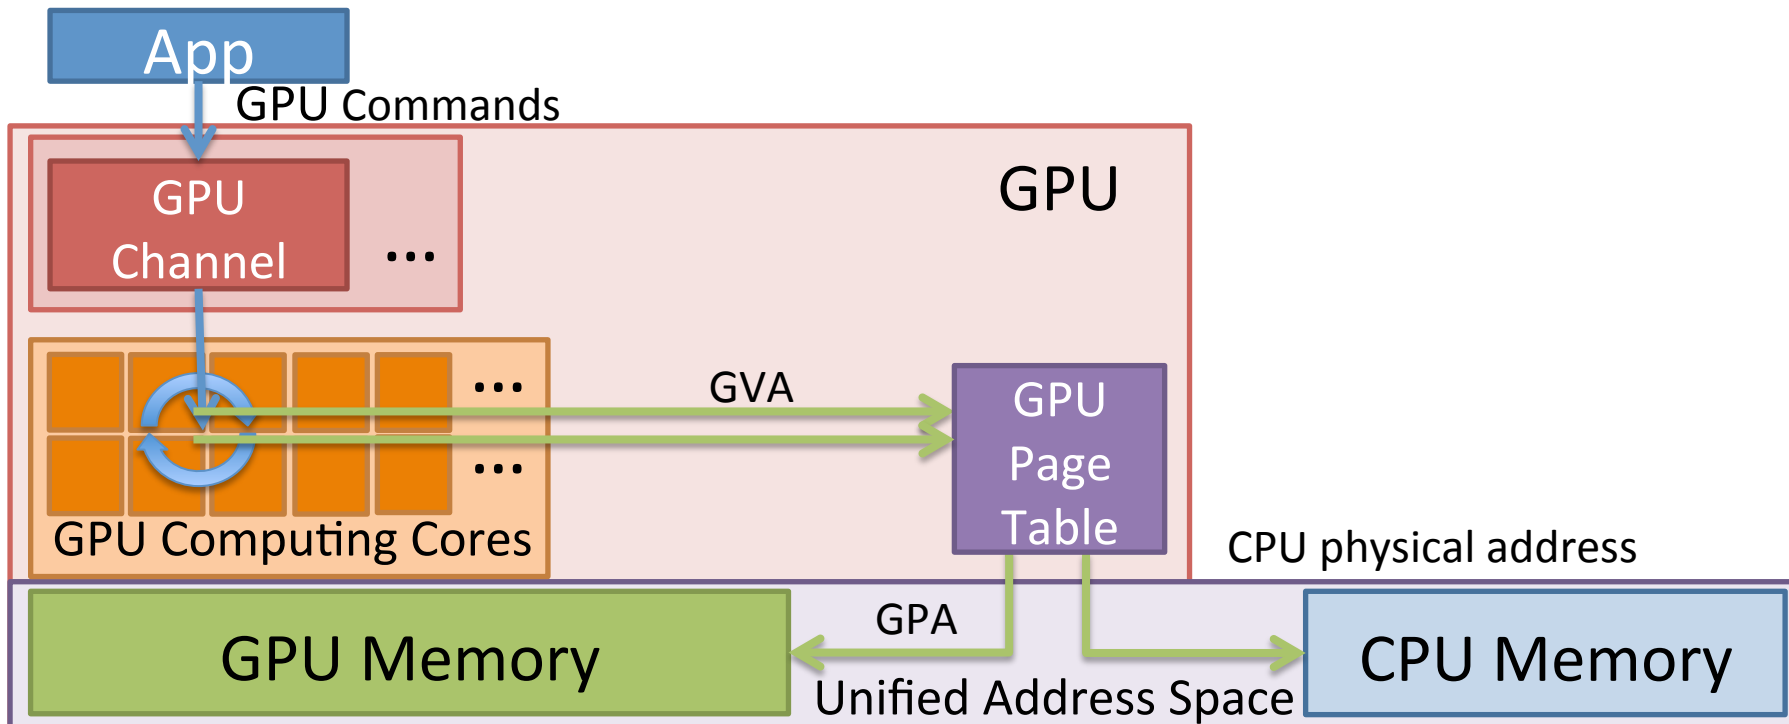 App
GPU Commands
GPU
GPU
Channel
...
...
GVA
GPU
Page
Table
...
GPU Computing Cores
CPU physical address
GPU Memory
GPA
CPU Memory
Unified Address Space